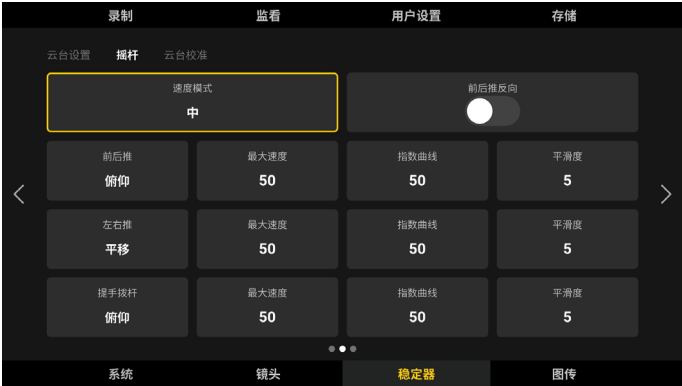 录制 监看 用户设置 存储
云台设置 摇杆 云台校准
速度模式 前后推反向
中
前后推 最大速度 指数曲线 平滑度
俯仰 50 50 5
左右推 最大速度 指数曲线 平滑度
平移 50 50 5
提手拨杆 最大速度 指数曲线 平滑度
俯仰 50 50 5
系统 镜头 稳定器 图传